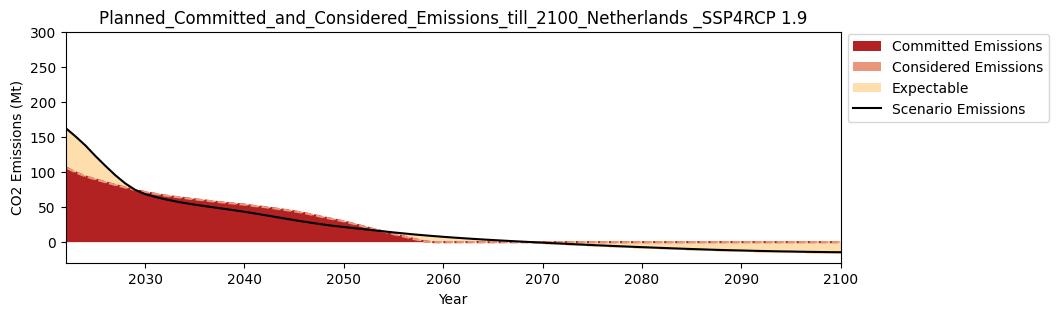 Planned_Committed_and_Considered_Emissions_till_2100_Netherlands _SSP4RCP 1.9
300
250
200
150
100
50
0
CO2 Emissions (Mt)
2030 2040 2050 2060 2070 2080 2090 2100
Year
Committed Emissions
Considered Emissions
Expectable
Scenario Emissions